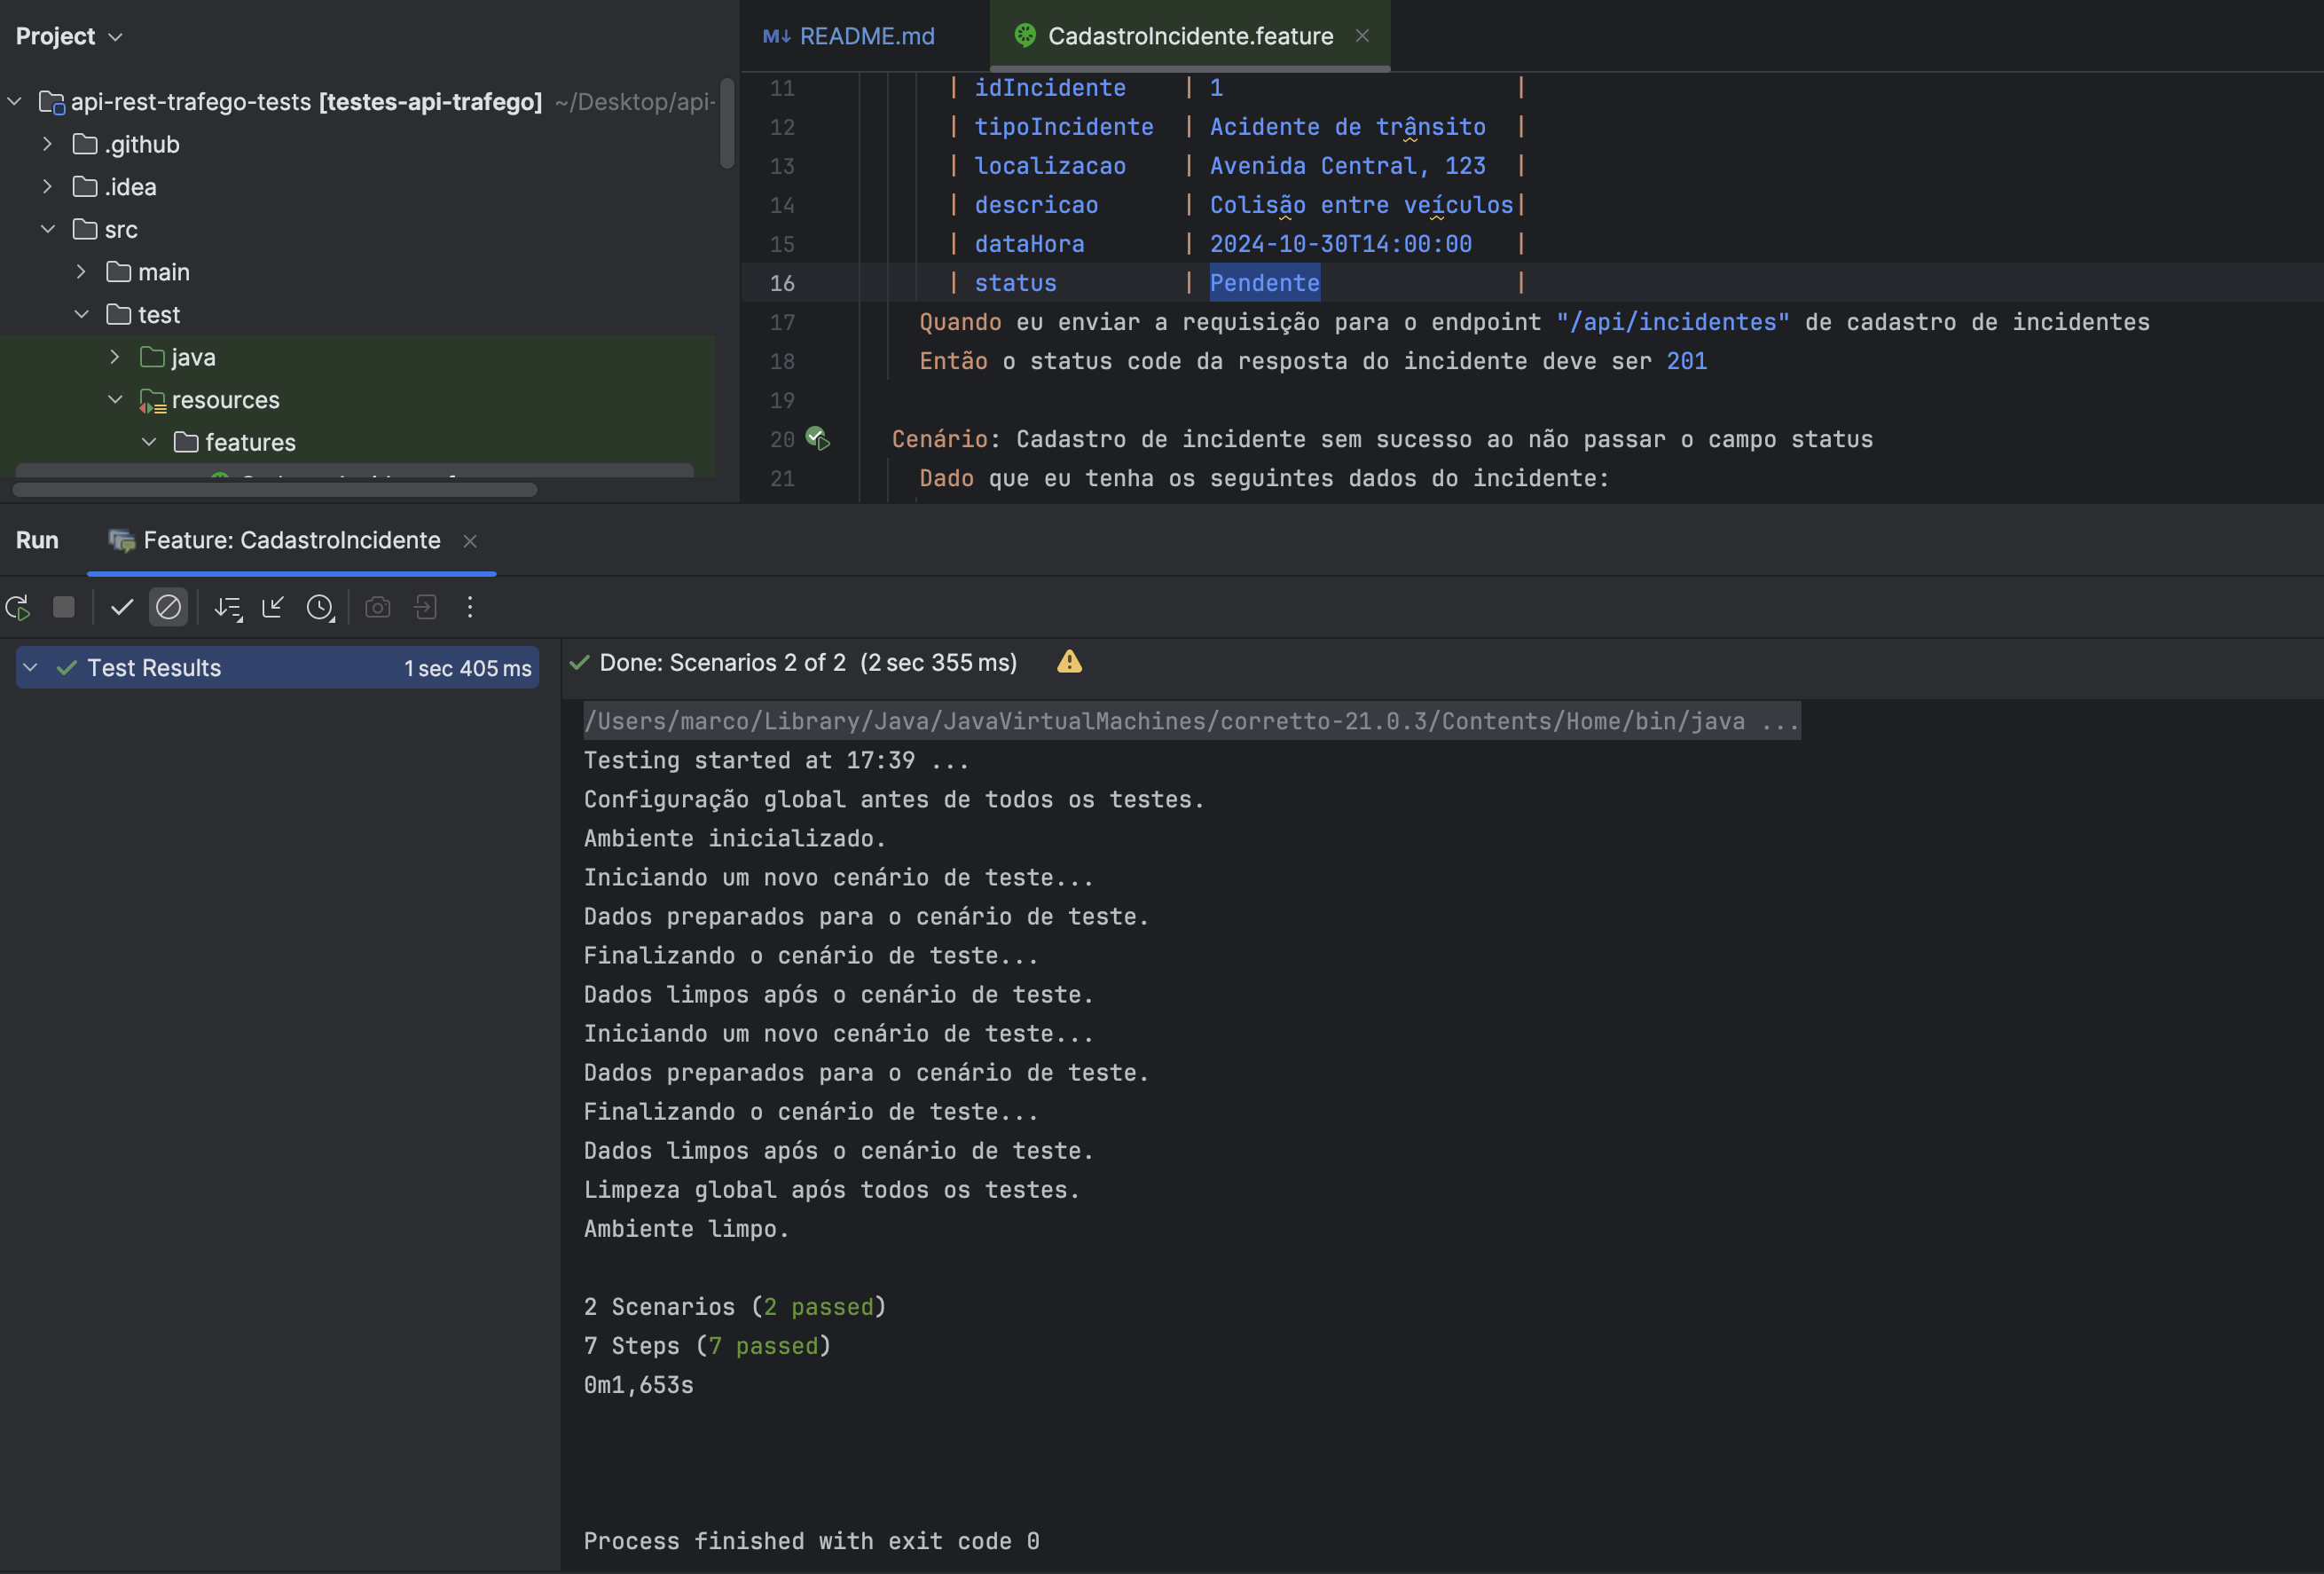 Project
README.md
CadastroIncidente.feature
api-rest-trafego-tests [testes-api-trafego] ~/Desktop/api-
.github
.idea
src
main
test
java
resources
features
11 | idIncidente | 1 |
12 | tipoIncidente | Acidente de trânsito |
13 | localizacao | Avenida Central, 123 |
14 | descricao | Colisão entre veículos|
15 | dataHora | 2024-10-30T14:00:00 |
16 | status | Pendente |
17 Quando eu enviar a requisição para o endpoint "/api/incidentes" de cadastro de incidentes
18 Então o status code da resposta do incidente deve ser 201
19
20 Cenário: Cadastro de incidente sem sucesso ao não passar o campo status
21 Dado que eu tenha os seguintes dados do incidente:
Run
Feature: CadastroIncidente
Test Results 1 sec 405 ms
Done: Scenarios 2 of 2 (2 sec 355 ms)
/Users/marco/Library/Java/JavaVirtualMachines/corretto-21.0.3/Contents/Home/bin/java ...
Testing started at 17:39 ...
Configuração global antes de todos os testes.
Ambiente inicializado.
Iniciando um novo cenário de teste...
Dados preparados para o cenário de teste.
Finalizando o cenário de teste...
Dados limpos após o cenário de teste.
Iniciando um novo cenário de teste...
Dados preparados para o cenário de teste.
Finalizando o cenário de teste...
Dados limpos após o cenário de teste.
Limpeza global após todos os testes.
Ambiente limpo.
2 Scenarios (2 passed)
7 Steps (7 passed)
0m1,653s
Process finished with exit code 0